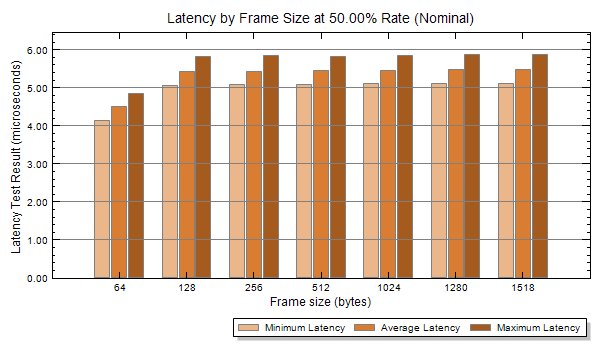 Latency by Frame Size at 50.00% Rate (Nominal)
Latency Test Result (microseconds)
6.00
5.00
4.00
3.00
2.00
1.00
0.00
64 128 256 512 1024 1280 1518
Frame size (bytes)
Minimum Latency Average Latency Maximum Latency